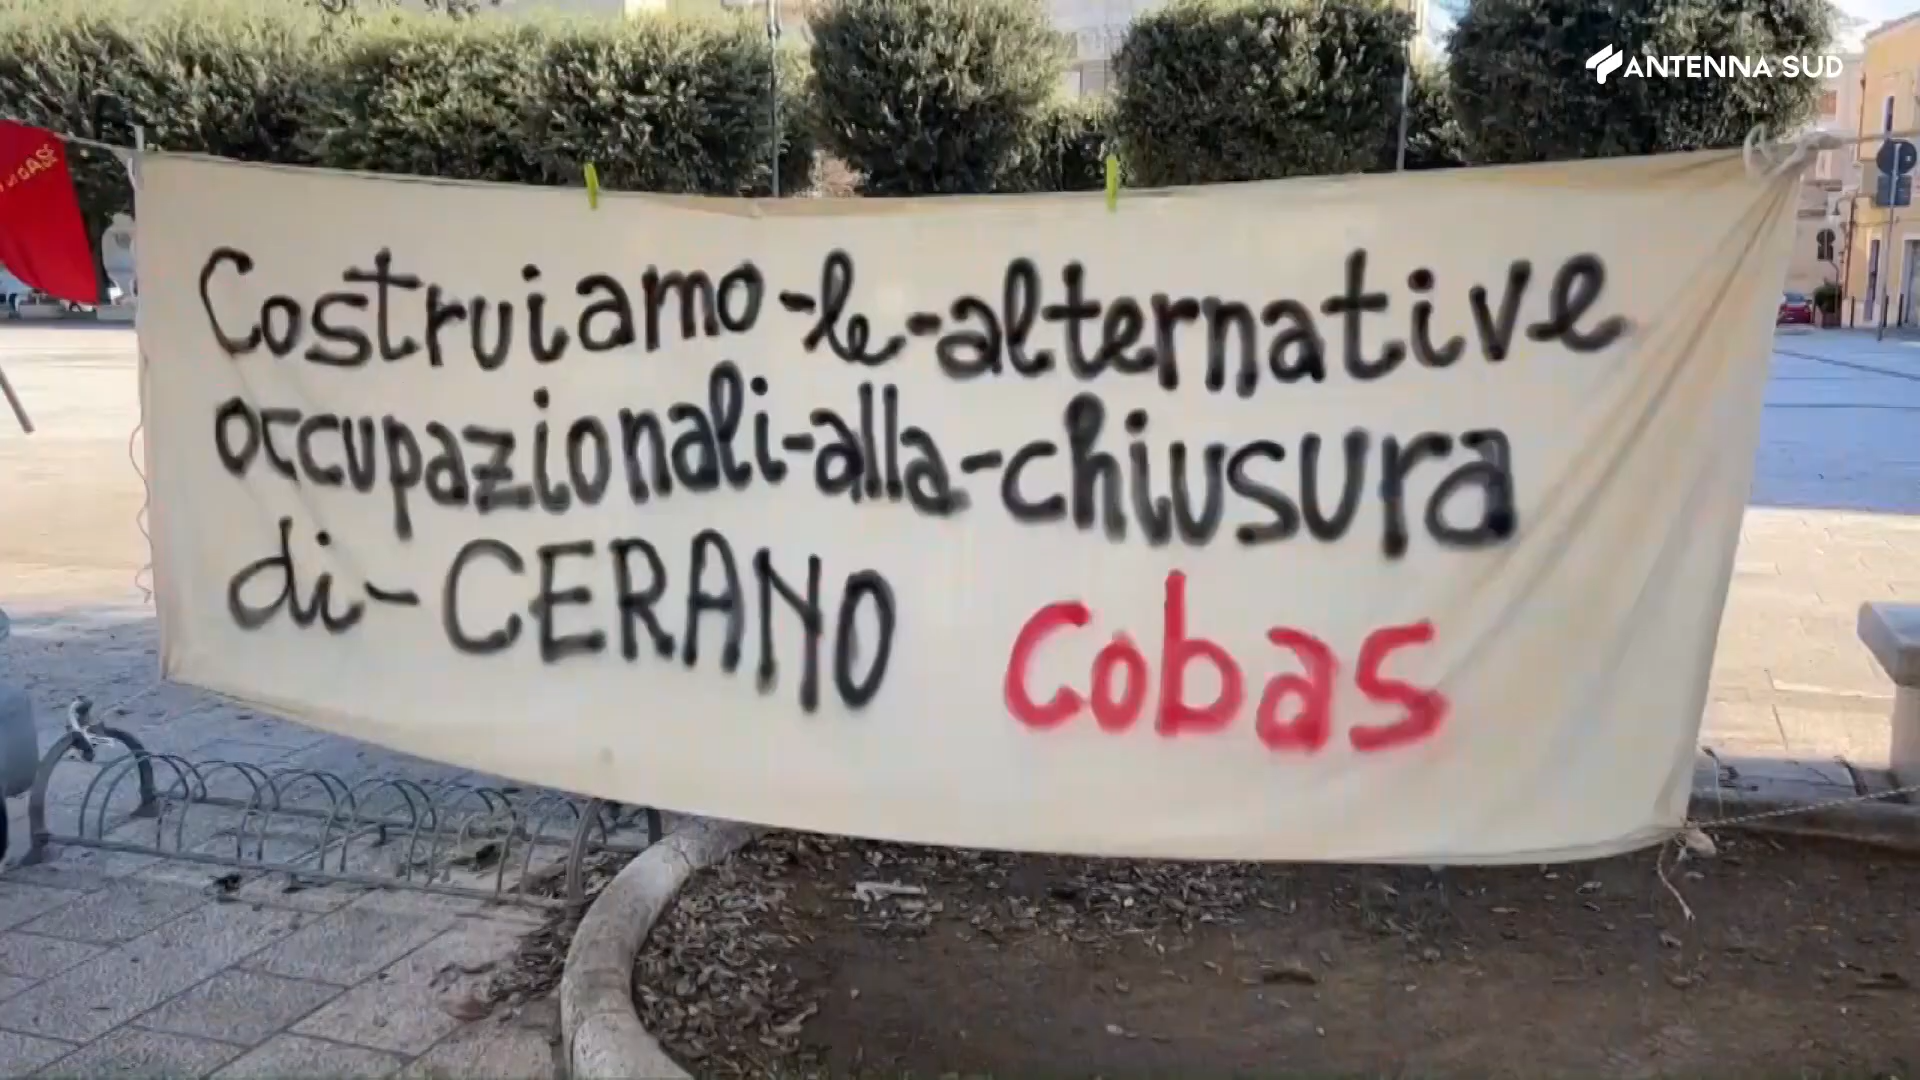 ANTENNA SUD
Costruiamo-le-alternative
occupazionali-alla-chiusura
di-CERANO Cobas